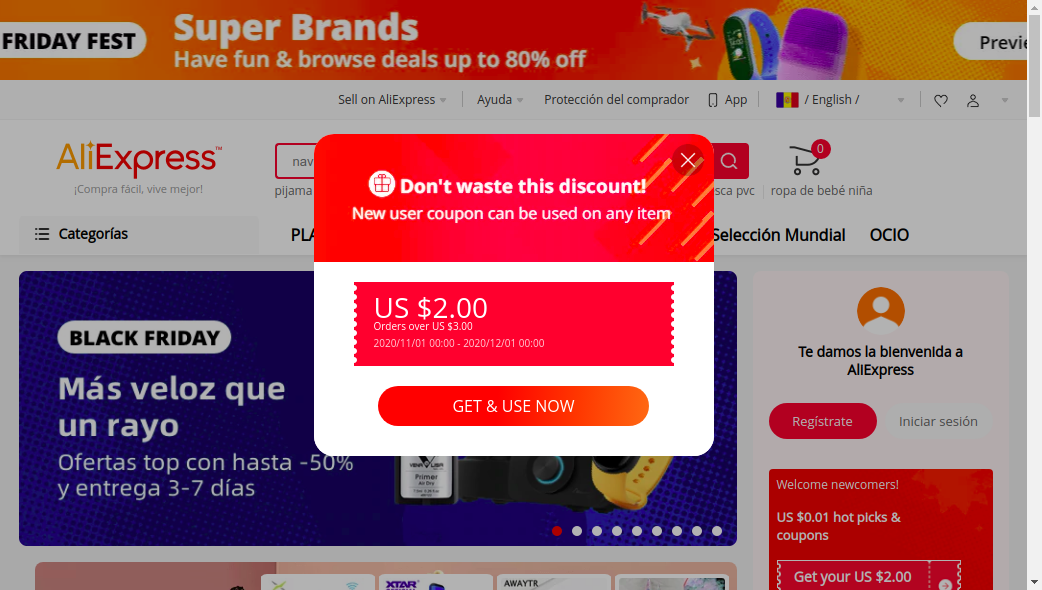 FRIDAY FEST
Super Brands
Have fun & browse deals up to 80% off
Sell on AliExpress
Ayuda
Protección del comprador
App
/ English /
AliExpress™
¡Compra fácil, vive mejor!
nav
0
pijama
sca pvc
ropa de bebé niña
Categorías
PLA
Selección Mundial
OCIO
Don't waste this discount!
New user coupon can be used on any item
US $2.00
Orders over US $3.00
2020/11/01 00:00 - 2020/12/01 00:00
GET & USE NOW
BLACK FRIDAY
Más veloz que
un rayo
Ofertas top con hasta -50%
y entrega 3-7 días
Primer
Te damos la bienvenida a
AliExpress
Regístrate
Iniciar sesión
Welcome newcomers!
US $0.01 hot picks &
coupons
Get your US $2.00
XTAR
AWAYTR